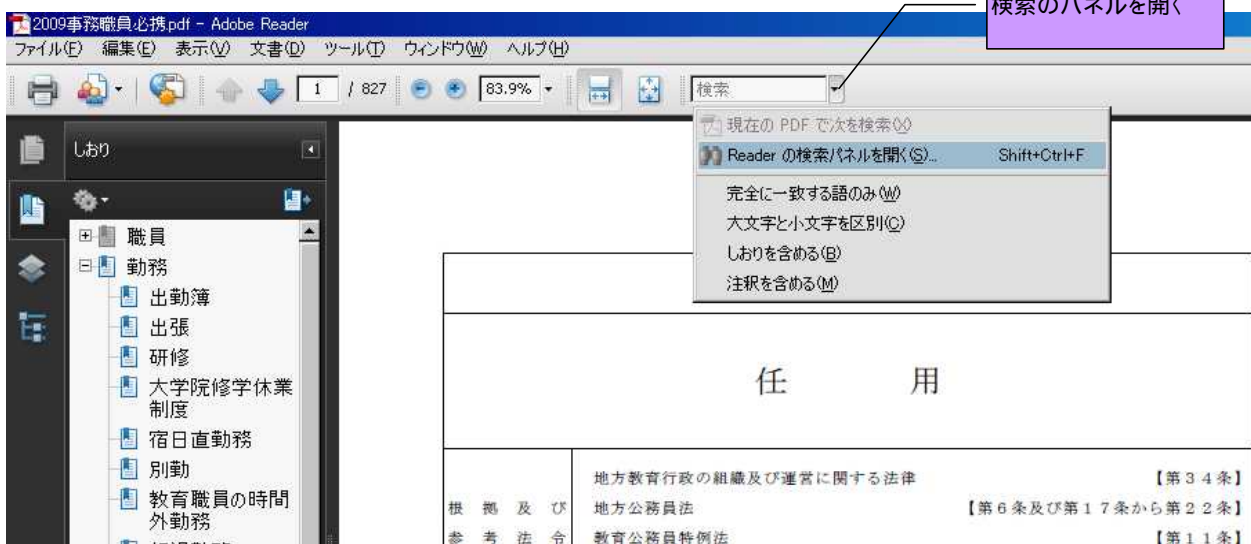 検索のパネルを開く
2009事務職員必携.pdf - Adobe Reader
ファイル(F) 編集(E) 表示(V) 文書(D) ツール(T) ウィンドウ(W) ヘルプ(H)
1 / 827 83.9% 検索
現在の PDF で次を検索(X)
Reader の検索パネルを開く(S)... Shift+Ctrl+F
完全に一致する語のみ(W)
大文字と小文字を区別(C)
しおりを含める(B)
注釈を含める(M)
しおり
職員
勤務
出勤簿
出張
研修
大学院修学休業
制度
宿日直勤務
別勤
教育職員の時間
外勤務
任 用
地方教育行政の組織及び運営に関する法律 【第34条】
根 拠 及 び 地方公務員法 【第6条及び第17条から第22条】
参 考 法 令 教育公務員特例法 【第11条】